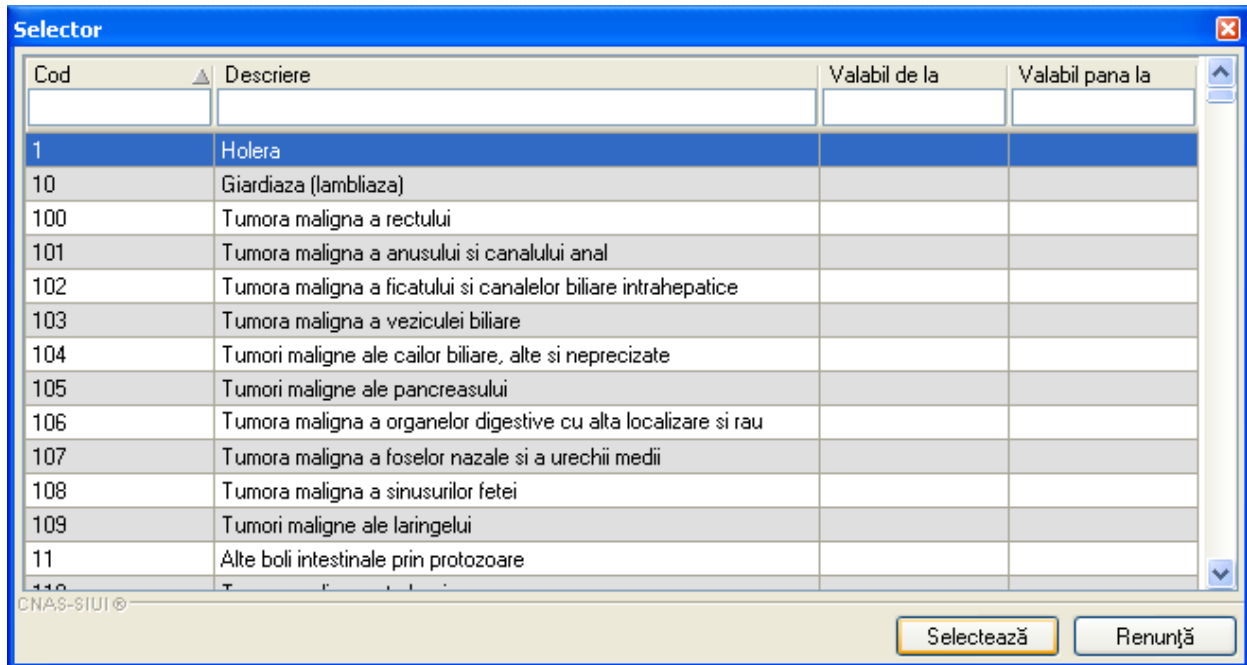 Selector
Cod Descriere Valabil de la Valabil pana la
1 Holera
10 Giardiaza (lambliaza)
100 Tumora maligna a rectului
101 Tumora maligna a anusului si canalului anal
102 Tumora maligna a ficatului si canalelor biliare intrahepatice
103 Tumora maligna a veziculei biliare
104 Tumori maligne ale cailor biliare, alte si neprecizate
105 Tumori maligne ale pancreasului
106 Tumora maligna a organelor digestive cu alta localizare si rau
107 Tumora maligna a foselor nazale si a urechii medii
108 Tumora maligna a sinusurilor fetei
109 Tumori maligne ale laringelui
11 Alte boli intestinale prin protozoare
CNAS-SIUI®
Selectează Renunţă